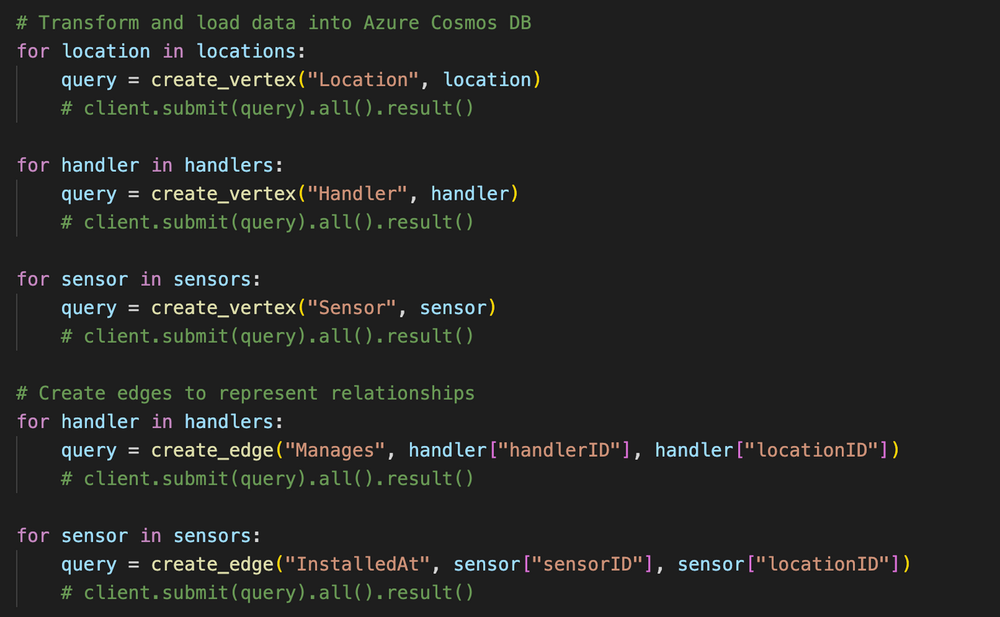 # Transform and load data into Azure Cosmos DB
for location in locations:
    query = create_vertex("Location", location)
    # client.submit(query).all().result()

for handler in handlers:
    query = create_vertex("Handler", handler)
    # client.submit(query).all().result()

for sensor in sensors:
    query = create_vertex("Sensor", sensor)
    # client.submit(query).all().result()

# Create edges to represent relationships
for handler in handlers:
    query = create_edge("Manages", handler["handlerID"], handler["locationID"])
    # client.submit(query).all().result()

for sensor in sensors:
    query = create_edge("InstalledAt", sensor["sensorID"], sensor["locationID"])
    # client.submit(query).all().result()